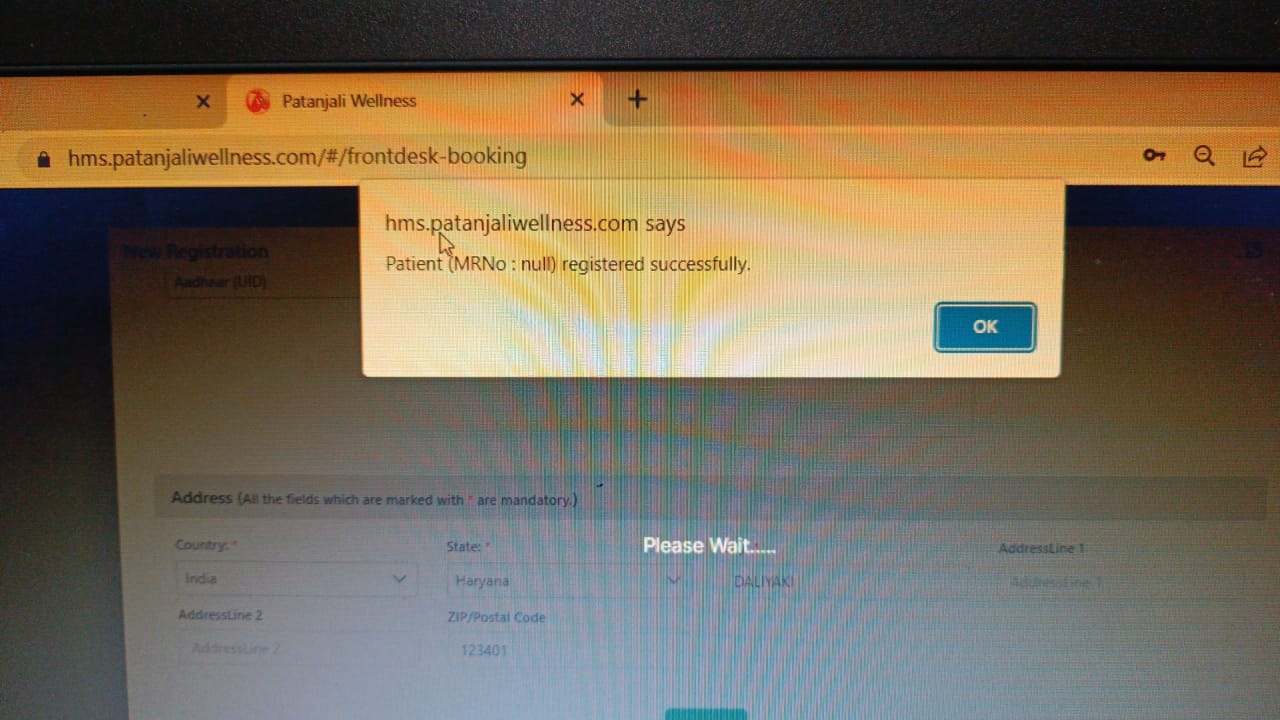 Patanjali Wellness
hms.patanjaliwellness.com/#/frontdesk-booking
hms.patanjaliwellness.com says
Patient (MRNo : null) registered successfully.
OK
New Registration
Aadhaar (UID)
Address (All the fields which are marked with * are mandatory.)
Country: * State: * AddressLine 1
Please Wait.....
India Haryana DALIYAKI AddressLine 1
AddressLine 2 ZIP/Postal Code
AddressLine 2 123401